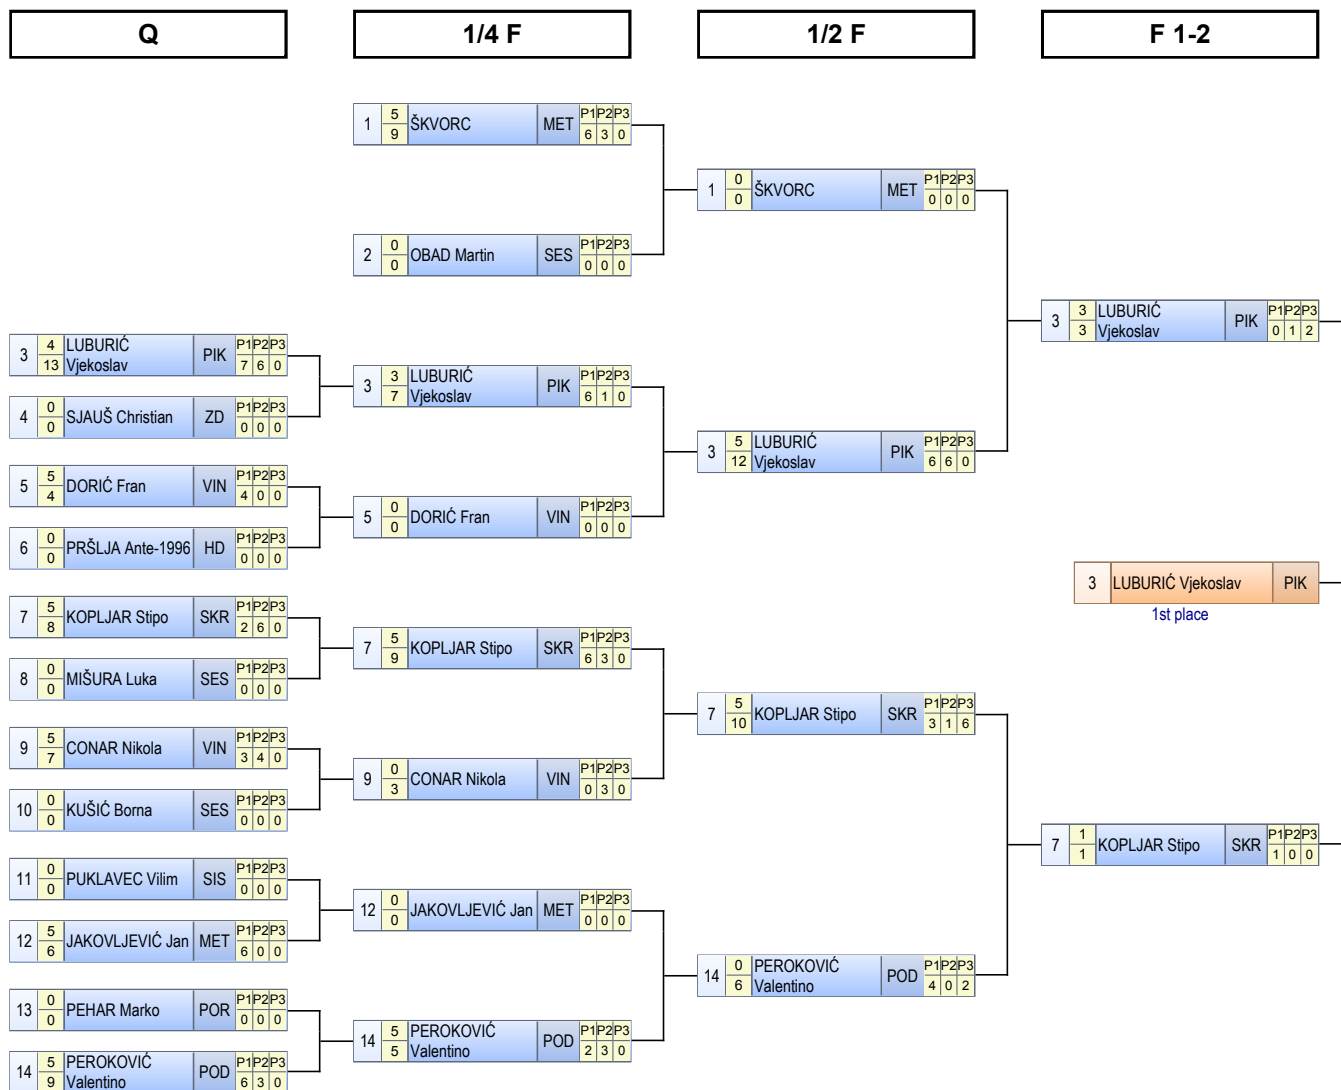 Q 1/4 F 1/2 F F 1-2
1 5 9 ŠKVORC MET P1 P2 P3 6 3 0
1 0 0 ŠKVORC MET P1 P2 P3 0 0 0
2 0 0 OBAD Martin SES P1 P2 P3 0 0 0
3 3 3 LUBURIĆ Vjekoslav PIK P1 P2 P3 0 1 2
3 4 13 LUBURIĆ Vjekoslav PIK P1 P2 P3 7 6 0
3 3 7 LUBURIĆ Vjekoslav PIK P1 P2 P3 6 1 0
4 0 0 SJAUŠ Christian ZD P1 P2 P3 0 0 0
3 5 12 LUBURIĆ Vjekoslav PIK P1 P2 P3 6 6 0
5 5 4 DORIĆ Fran VIN P1 P2 P3 4 0 0
5 0 0 DORIĆ Fran VIN P1 P2 P3 0 0 0
6 0 0 PRŠLJA Ante-1996 HD P1 P2 P3 0 0 0
3 LUBURIĆ Vjekoslav PIK
1st place
7 5 8 KOPLJAR Stipo SKR P1 P2 P3 2 6 0
7 5 9 KOPLJAR Stipo SKR P1 P2 P3 6 3 0
8 0 0 MIŠURA Luka SES P1 P2 P3 0 0 0
7 5 10 KOPLJAR Stipo SKR P1 P2 P3 3 1 6
9 5 7 CONAR Nikola VIN P1 P2 P3 3 4 0
9 0 3 CONAR Nikola VIN P1 P2 P3 0 3 0
10 0 0 KUŠIĆ Borna SES P1 P2 P3 0 0 0
7 1 1 KOPLJAR Stipo SKR P1 P2 P3 1 0 0
11 0 0 PUKLAVEC Vilim SIS P1 P2 P3 0 0 0
12 0 0 JAKOVLJEVIĆ Jan MET P1 P2 P3 0 0 0
12 5 6 JAKOVLJEVIĆ Jan MET P1 P2 P3 6 0 0
14 0 6 PEROKOVIĆ Valentino POD P1 P2 P3 4 0 2
13 0 0 PEHAR Marko POR P1 P2 P3 0 0 0
14 5 5 PEROKOVIĆ Valentino POD P1 P2 P3 2 3 0
14 5 9 PEROKOVIĆ Valentino POD P1 P2 P3 6 3 0